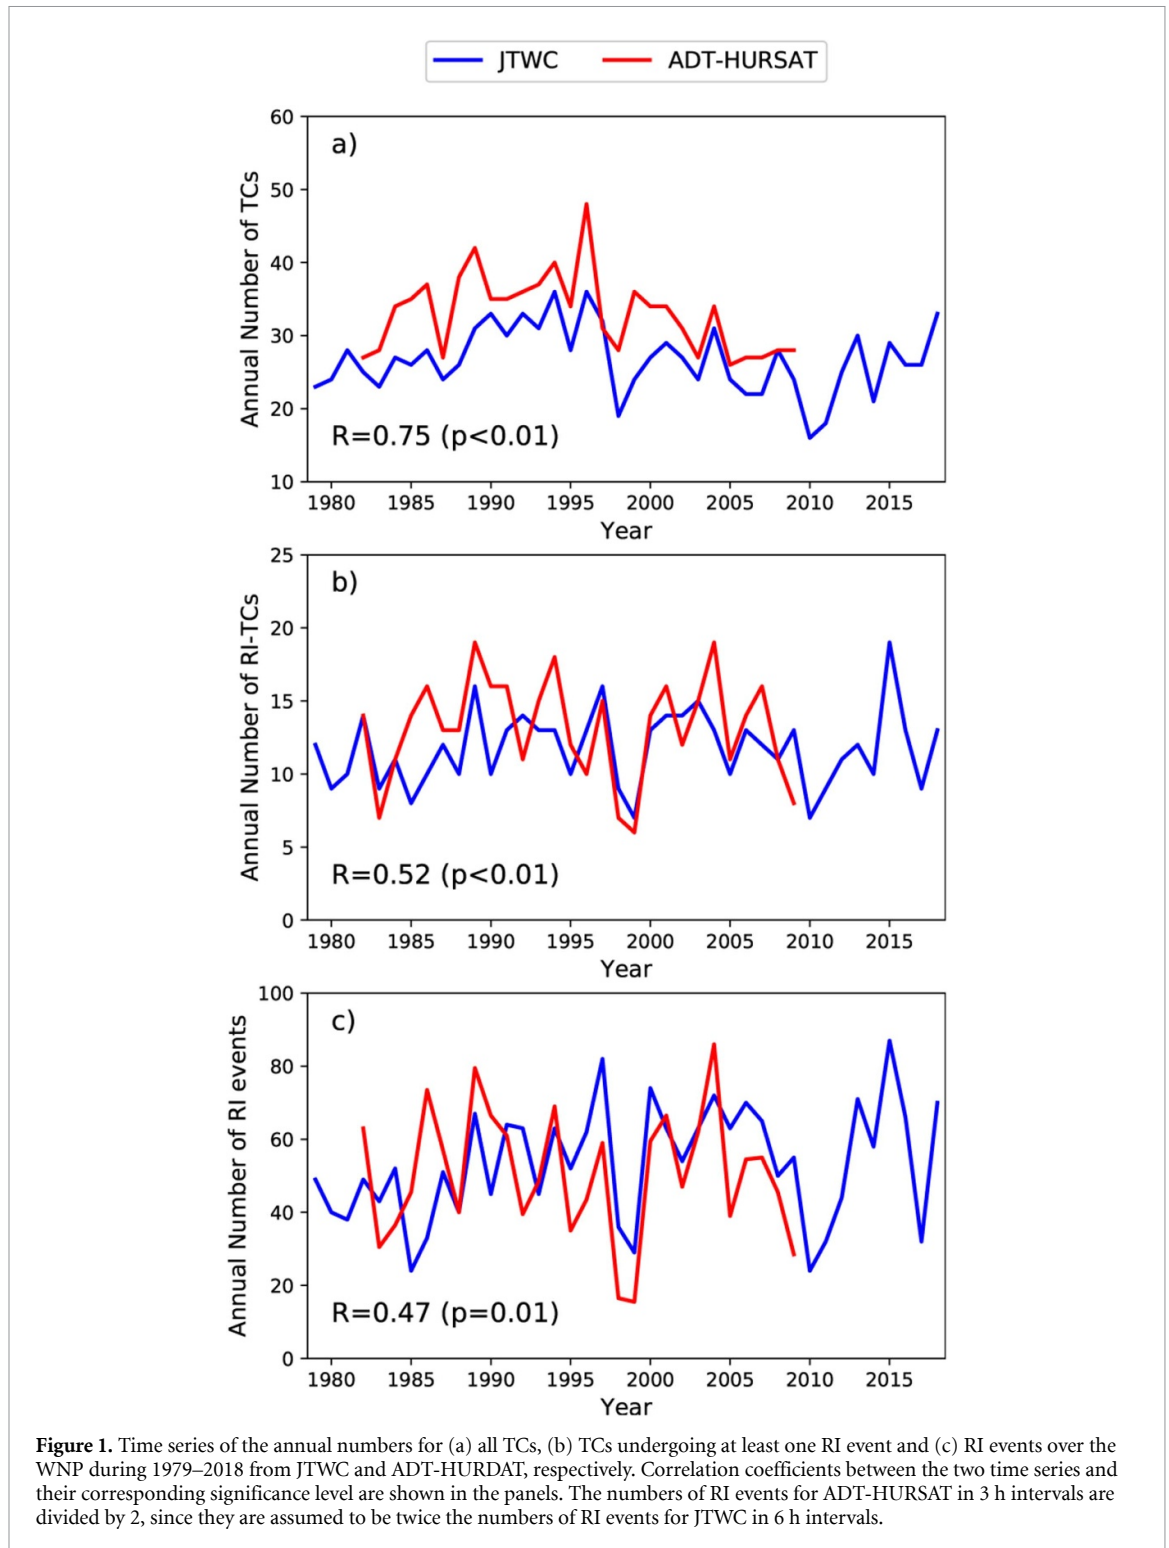 JTWC ADT-HURSAT
a)
Annual Number of TCs
60
50
40
30
20
10
R=0.75 (p<0.01)
1980 1985 1990 1995 2000 2005 2010 2015
Year
b)
Annual Number of RI-TCs
25
20
15
10
5
0
R=0.52 (p<0.01)
1980 1985 1990 1995 2000 2005 2010 2015
Year
c)
Annual Number of RI events
100
80
60
40
20
0
R=0.47 (p=0.01)
1980 1985 1990 1995 2000 2005 2010 2015
Year
Figure 1. Time series of the annual numbers for (a) all TCs, (b) TCs undergoing at least one RI event and (c) RI events over the
WNP during 1979–2018 from JTWC and ADT-HURDAT, respectively. Correlation coefficients between the two time series and
their corresponding significance level are shown in the panels. The numbers of RI events for ADT-HURSAT in 3 h intervals are
divided by 2, since they are assumed to be twice the numbers of RI events for JTWC in 6 h intervals.